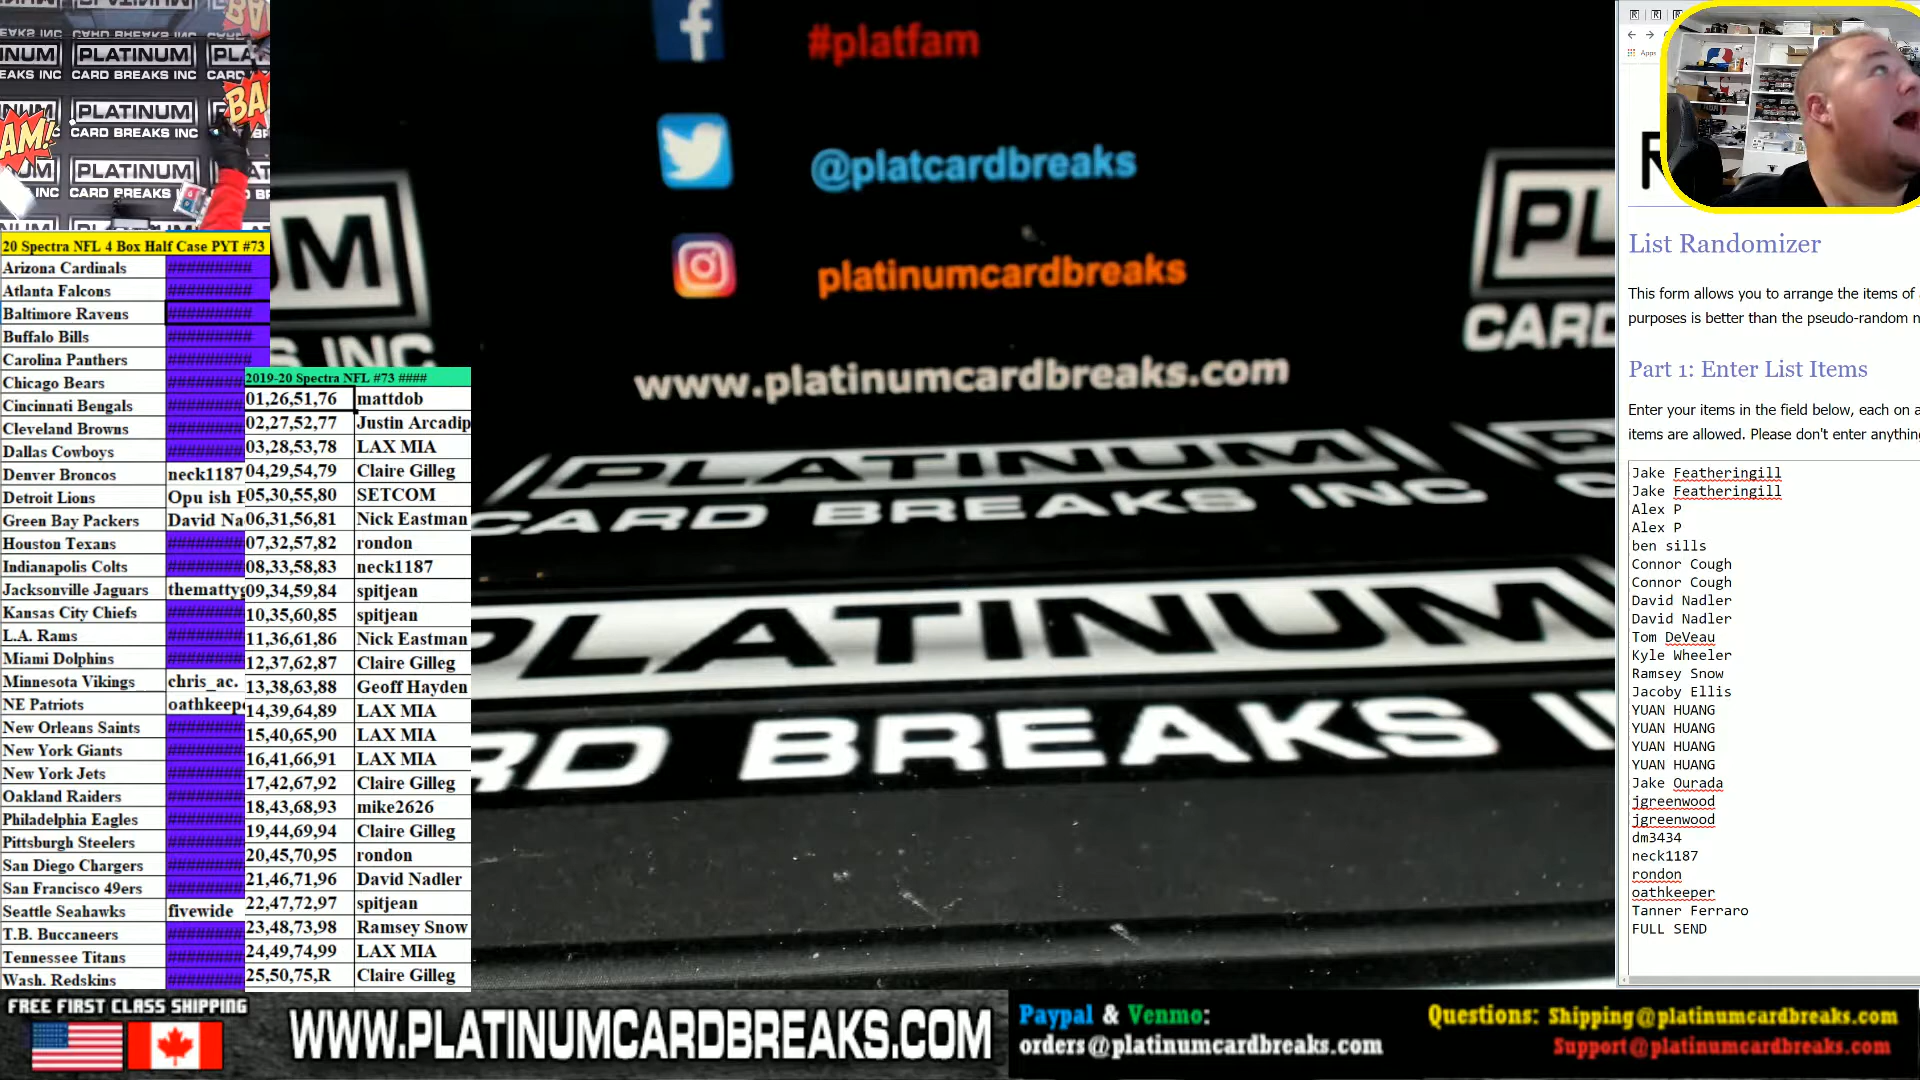 PLATINUM
CARD BREAKS INC
BAM!
#platfam
@platcardbreaks
platinumcardbreaks
www.platinumcardbreaks.com
PLATINUM
CARD BREAKS INC
PLATINUM
RD BREAKS I
20 Spectra NFL 4 Box Half Case PYT #73
Arizona Cardinals ##########
Atlanta Falcons ##########
Baltimore Ravens ##########
Buffalo Bills
Carolina Panthers
Chicago Bears
Cincinnati Bengals
Cleveland Browns
Dallas Cowboys
Denver Broncos neck1187
Detroit Lions Opu ish
Green Bay Packers David Na
Houston Texans
Indianapolis Colts
Jacksonville Jaguars themattyg
Kansas City Chiefs
L.A. Rams
Miami Dolphins
Minnesota Vikings chris_ac.
NE Patriots oathkeep
New Orleans Saints
New York Giants
New York Jets
Oakland Raiders
Philadelphia Eagles
Pittsburgh Steelers
San Diego Chargers
San Francisco 49ers
Seattle Seahawks fivewide
T.B. Buccaneers
Tennessee Titans
Wash. Redskins
2019-20 Spectra NFL #73 ####
01,26,51,76 mattdob
02,27,52,77 Justin Arcadip
03,28,53,78 LAX MIA
04,29,54,79 Claire Gilleg
05,30,55,80 SETCOM
06,31,56,81 Nick Eastman
07,32,57,82 rondon
08,33,58,83 neck1187
09,34,59,84 spitjean
10,35,60,85 spitjean
11,36,61,86 Nick Eastman
12,37,62,87 Claire Gilleg
13,38,63,88 Geoff Hayden
14,39,64,89 LAX MIA
15,40,65,90 LAX MIA
16,41,66,91 LAX MIA
17,42,67,92 Claire Gilleg
18,43,68,93 mike2626
19,44,69,94 Claire Gilleg
20,45,70,95 rondon
21,46,71,96 David Nadler
22,47,72,97 spitjean
23,48,73,98 Ramsey Snow
24,49,74,99 LAX MIA
25,50,75,R Claire Gilleg
Apps
List Randomizer
This form allows you to arrange the items of
purposes is better than the pseudo-random n
Part 1: Enter List Items
Enter your items in the field below, each on a
items are allowed. Please don't enter anything
Jake Featheringill
Jake Featheringill
Alex P
Alex P
ben sills
Connor Cough
Connor Cough
David Nadler
David Nadler
Tom DeVeau
Kyle Wheeler
Ramsey Snow
Jacoby Ellis
YUAN HUANG
YUAN HUANG
YUAN HUANG
YUAN HUANG
Jake Ourada
jgreenwood
jgreenwood
dm3434
neck1187
rondon
oathkeeper
Tanner Ferraro
FULL SEND
FREE FIRST CLASS SHIPPING
WWW.PLATINUMCARDBREAKS.COM
Paypal & Venmo:
orders@platinumcardbreaks.com
Questions: Shipping@platinumcardbreaks.com
Support@platinumcardbreaks.com